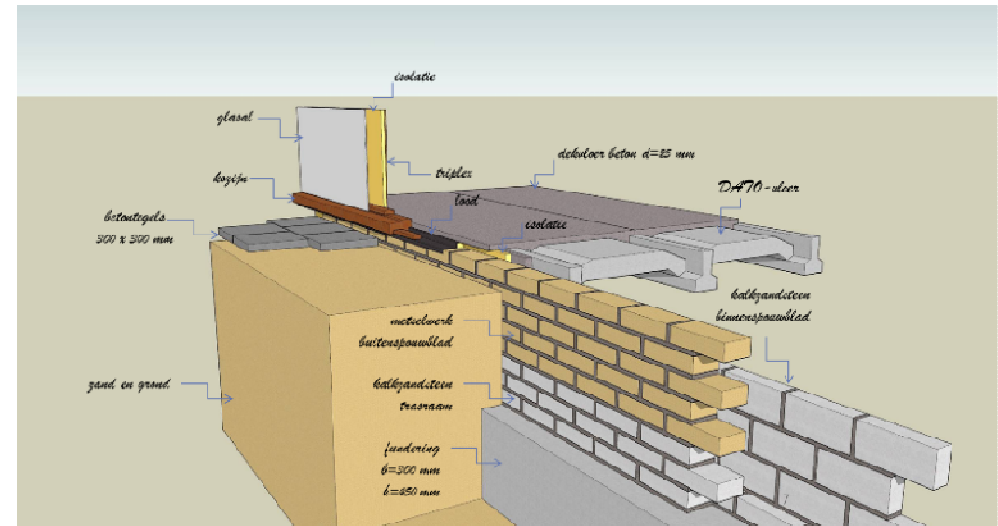 isolatie
glasal
dekvloer beton d=25 mm
triplex
kozijn
DATO-vloer
lood
betontegels
300 x 300 mm
isolatie
kalkzandsteen
binnenspouwblad
metselwerk
buitenspouwblad
zand en grond
kalkzandsteen
trasraam
fundering
b=300 mm
h=450 mm